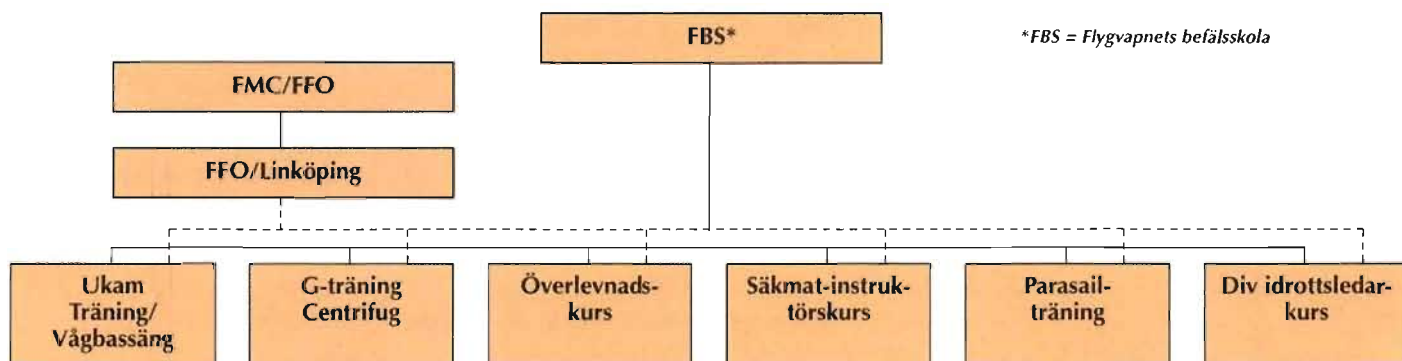 FBS*
*FBS = Flygvapnets befälsskola
FMC/FFO
FFO/Linköping
Ukam
Träning/
Vågbassäng
G-träning
Centrifug
Överlevnads-
kurs
Säkmat-instruk-
törskurs
Parasail-
träning
Div idrottsledar-
kurs